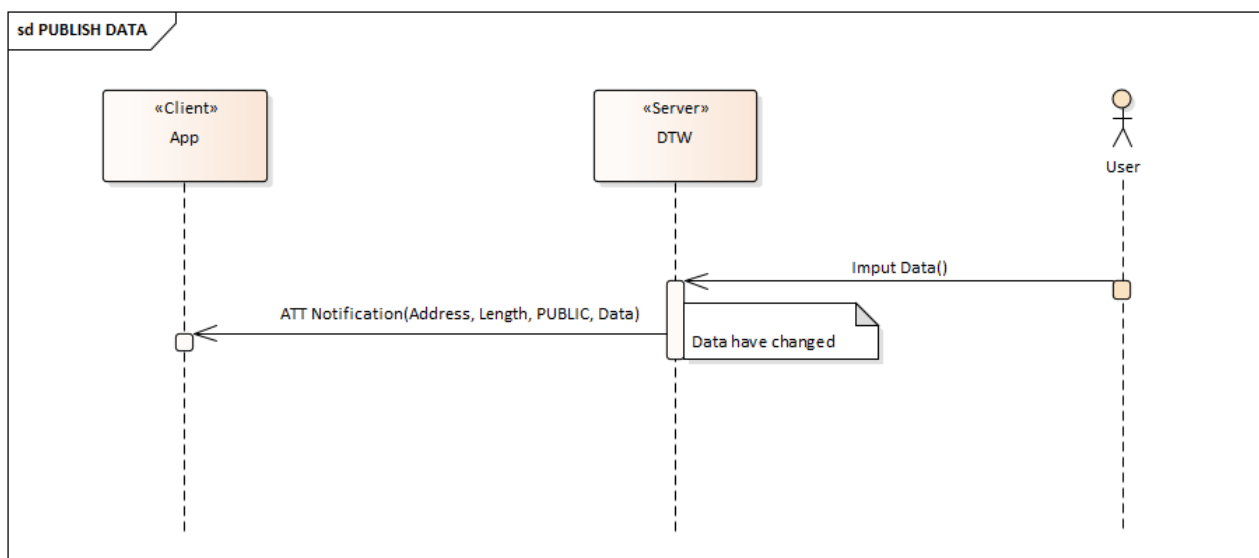 sd PUBLISH DATA
«Client»
App
«Server»
DTW
User
Imput Data()
ATT Notification(Address, Length, PUBLIC, Data)
Data have changed